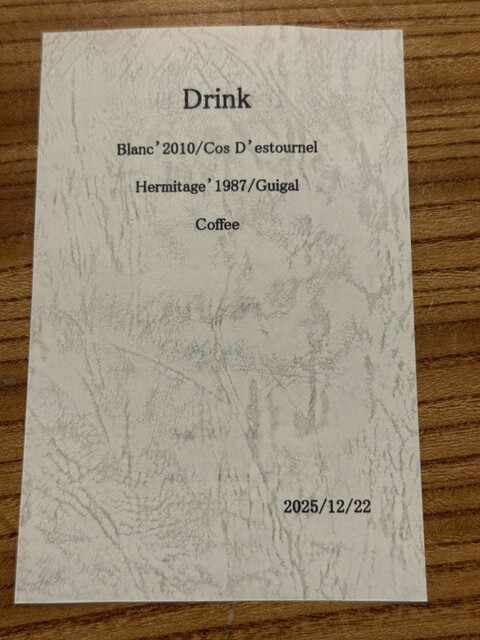 Drink
Blanc'2010/Cos D'estournel
Hermitage'1987/Guigal
Coffee
2025/12/22